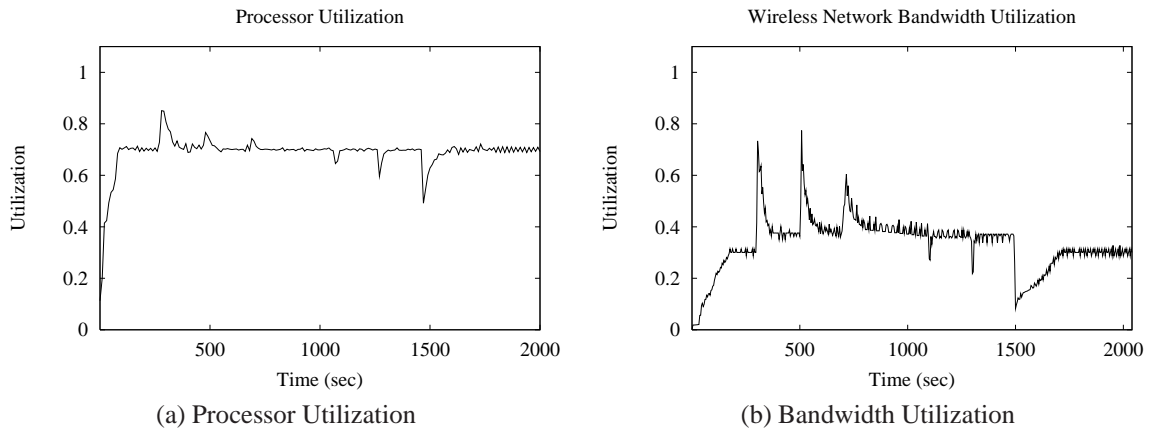 Processor Utilization
1
0.8
0.6
0.4
0.2
0
Utilization
500
1000
1500
2000
Time (sec)
(a) Processor Utilization
Wireless Network Bandwidth Utilization
1
0.8
0.6
0.4
0.2
0
Utilization
500
1000
1500
2000
Time (sec)
(b) Bandwidth Utilization